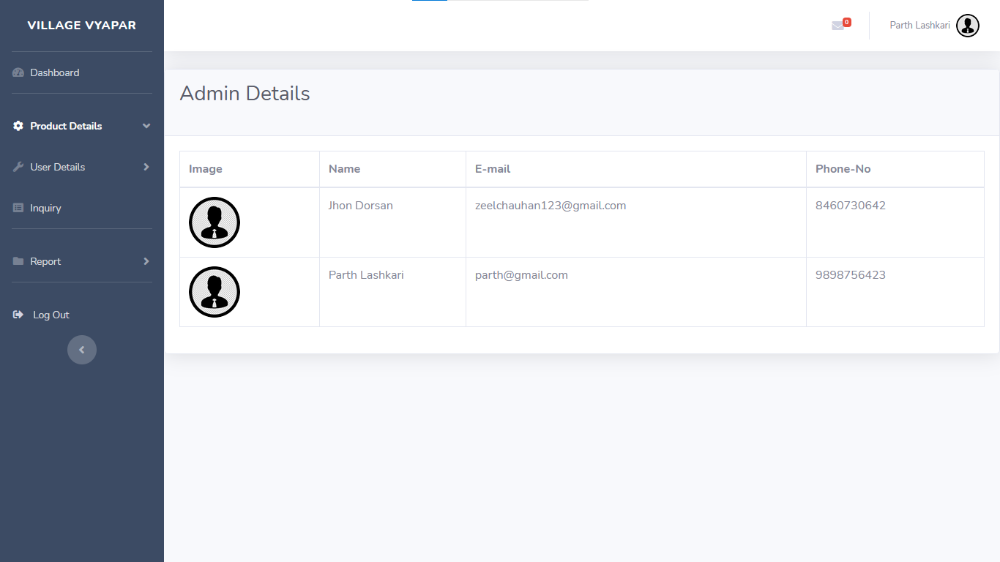 VILLAGE VYAPAR
0
Parth Lashkari
Dashboard
Product Details
User Details
Inquiry
Report
Log Out
Admin Details
Image Name E-mail Phone-No
Jhon Dorsan zeelchauhan123@gmail.com 8460730642
Parth Lashkari parth@gmail.com 9898756423